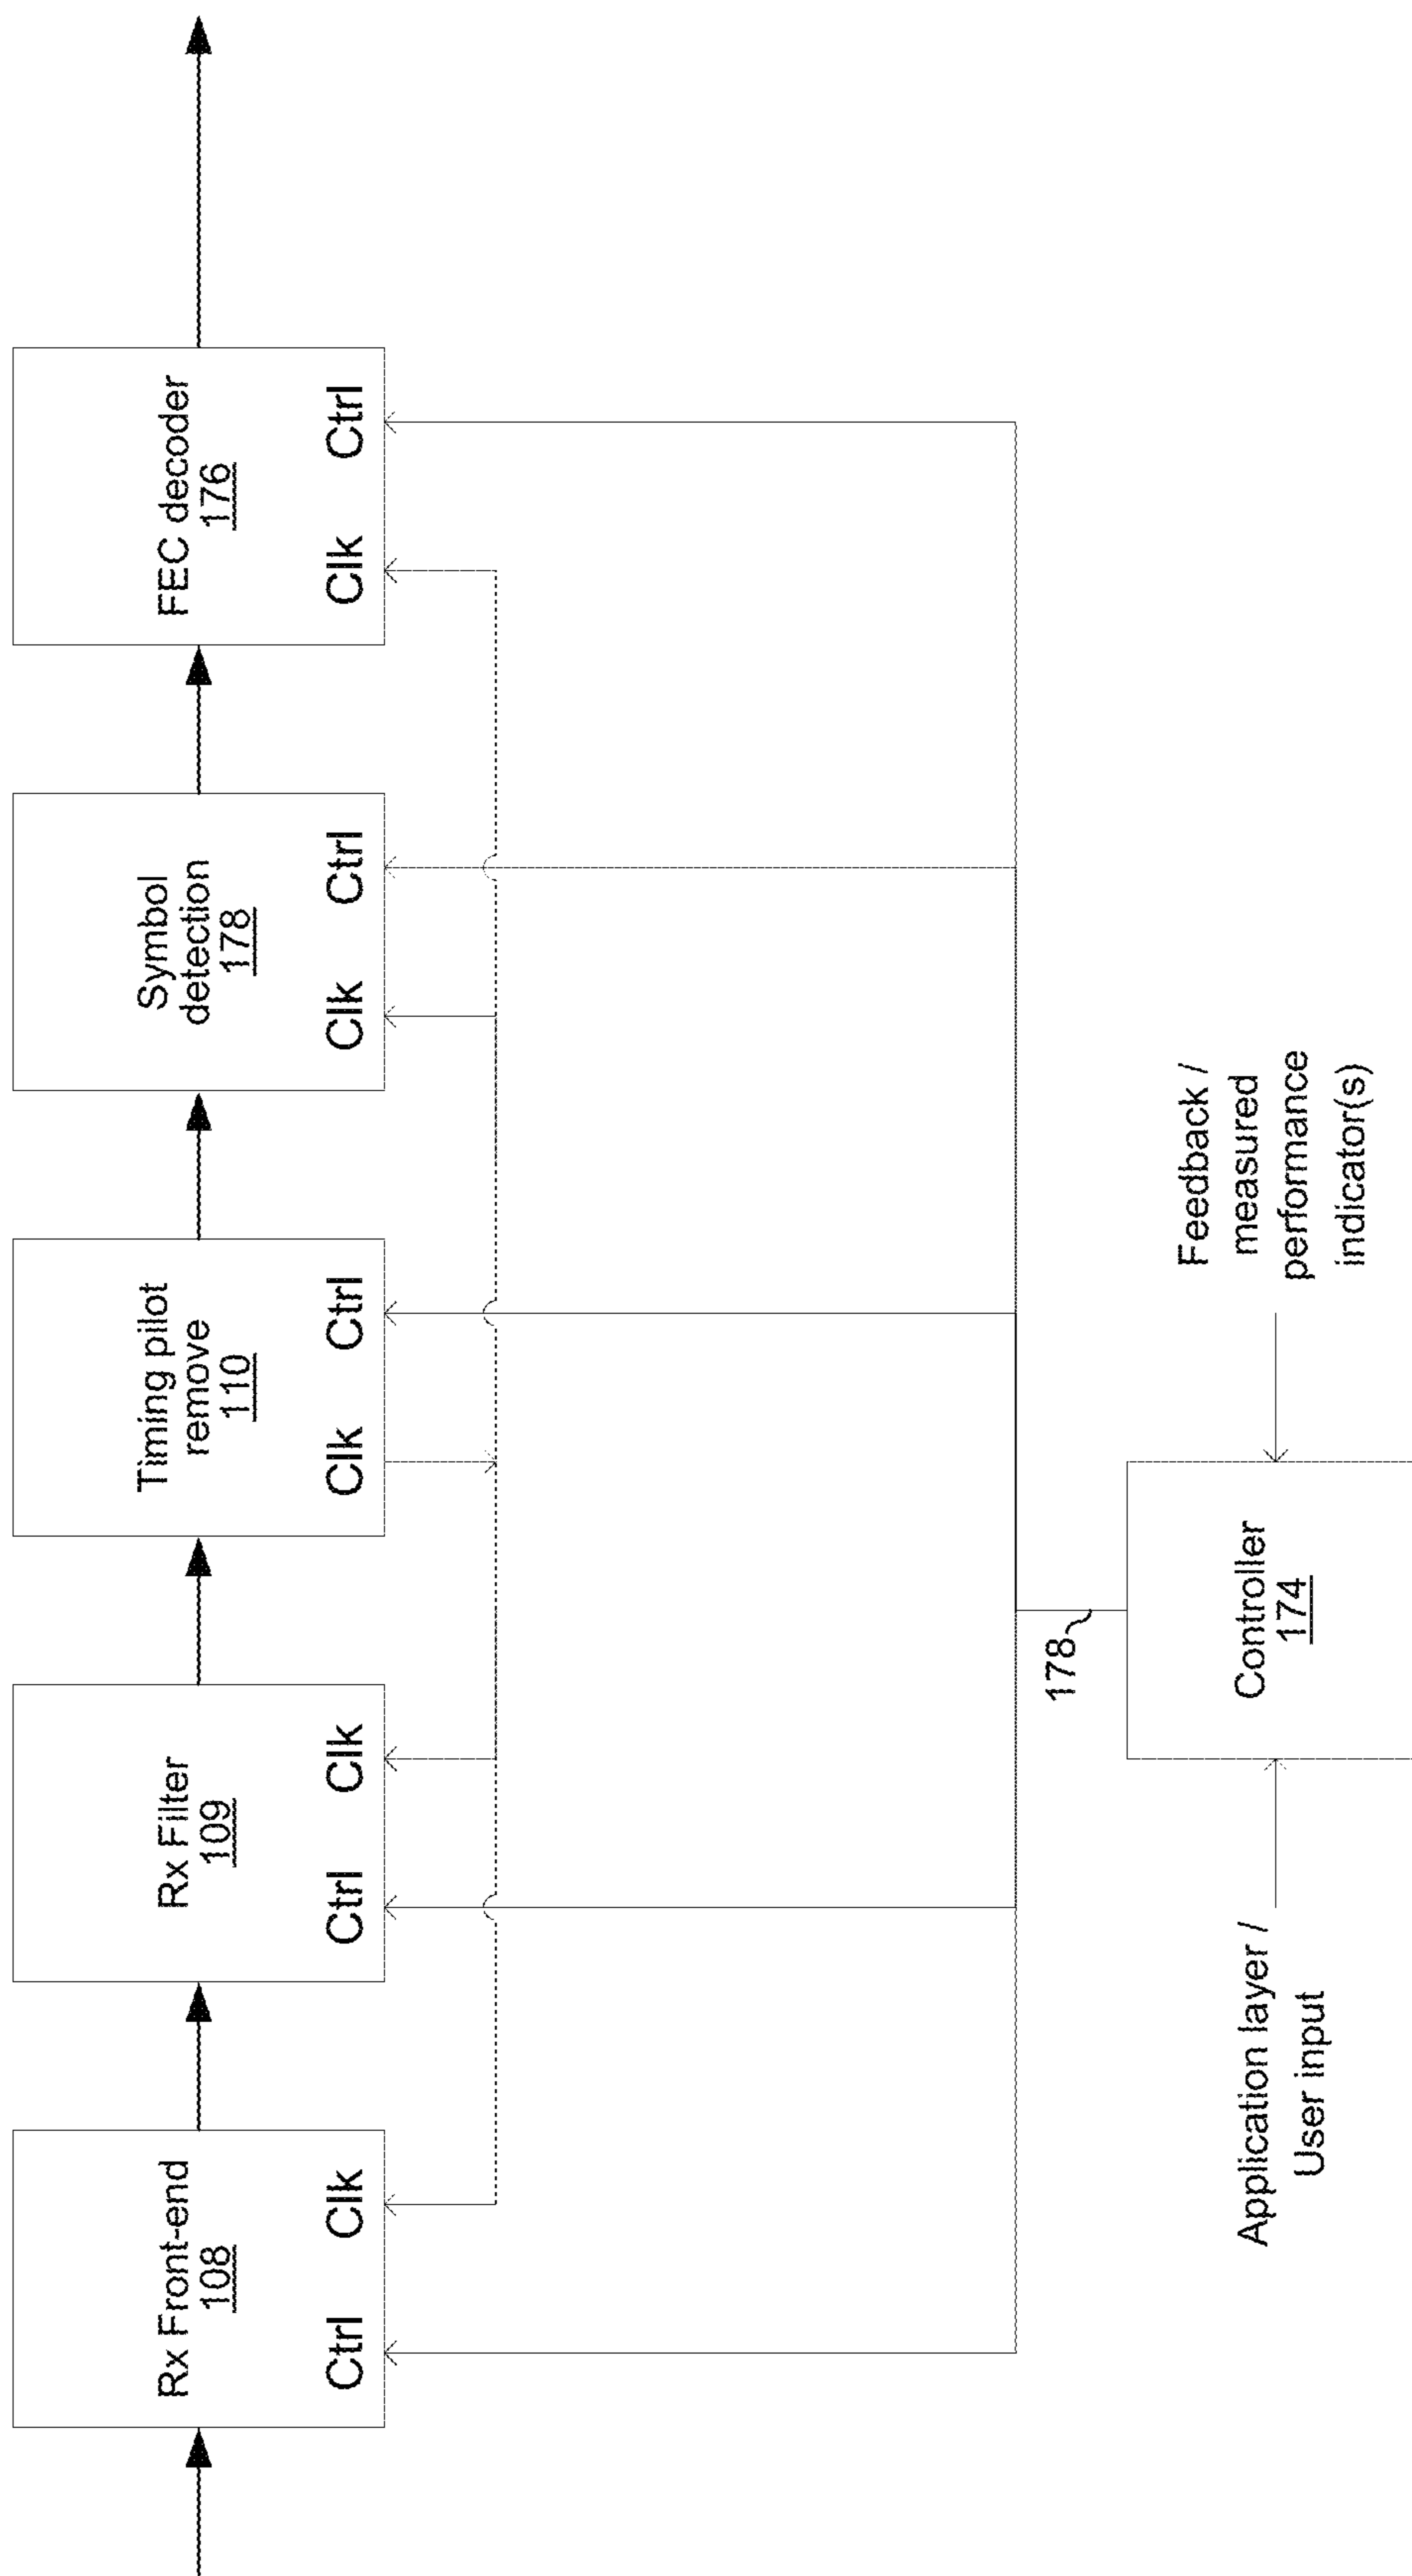 Rx Front-end
108
Ctrl
Clk
Rx Filter
109
Ctrl
Clk
Timing pilot
remove
110
Clk
Ctrl
Symbol
detection
178
Clk
Ctrl
FEC decoder
176
Clk
Ctrl
178
Application layer /
User input
Controller
174
Feedback /
measured
performance
indicator(s)